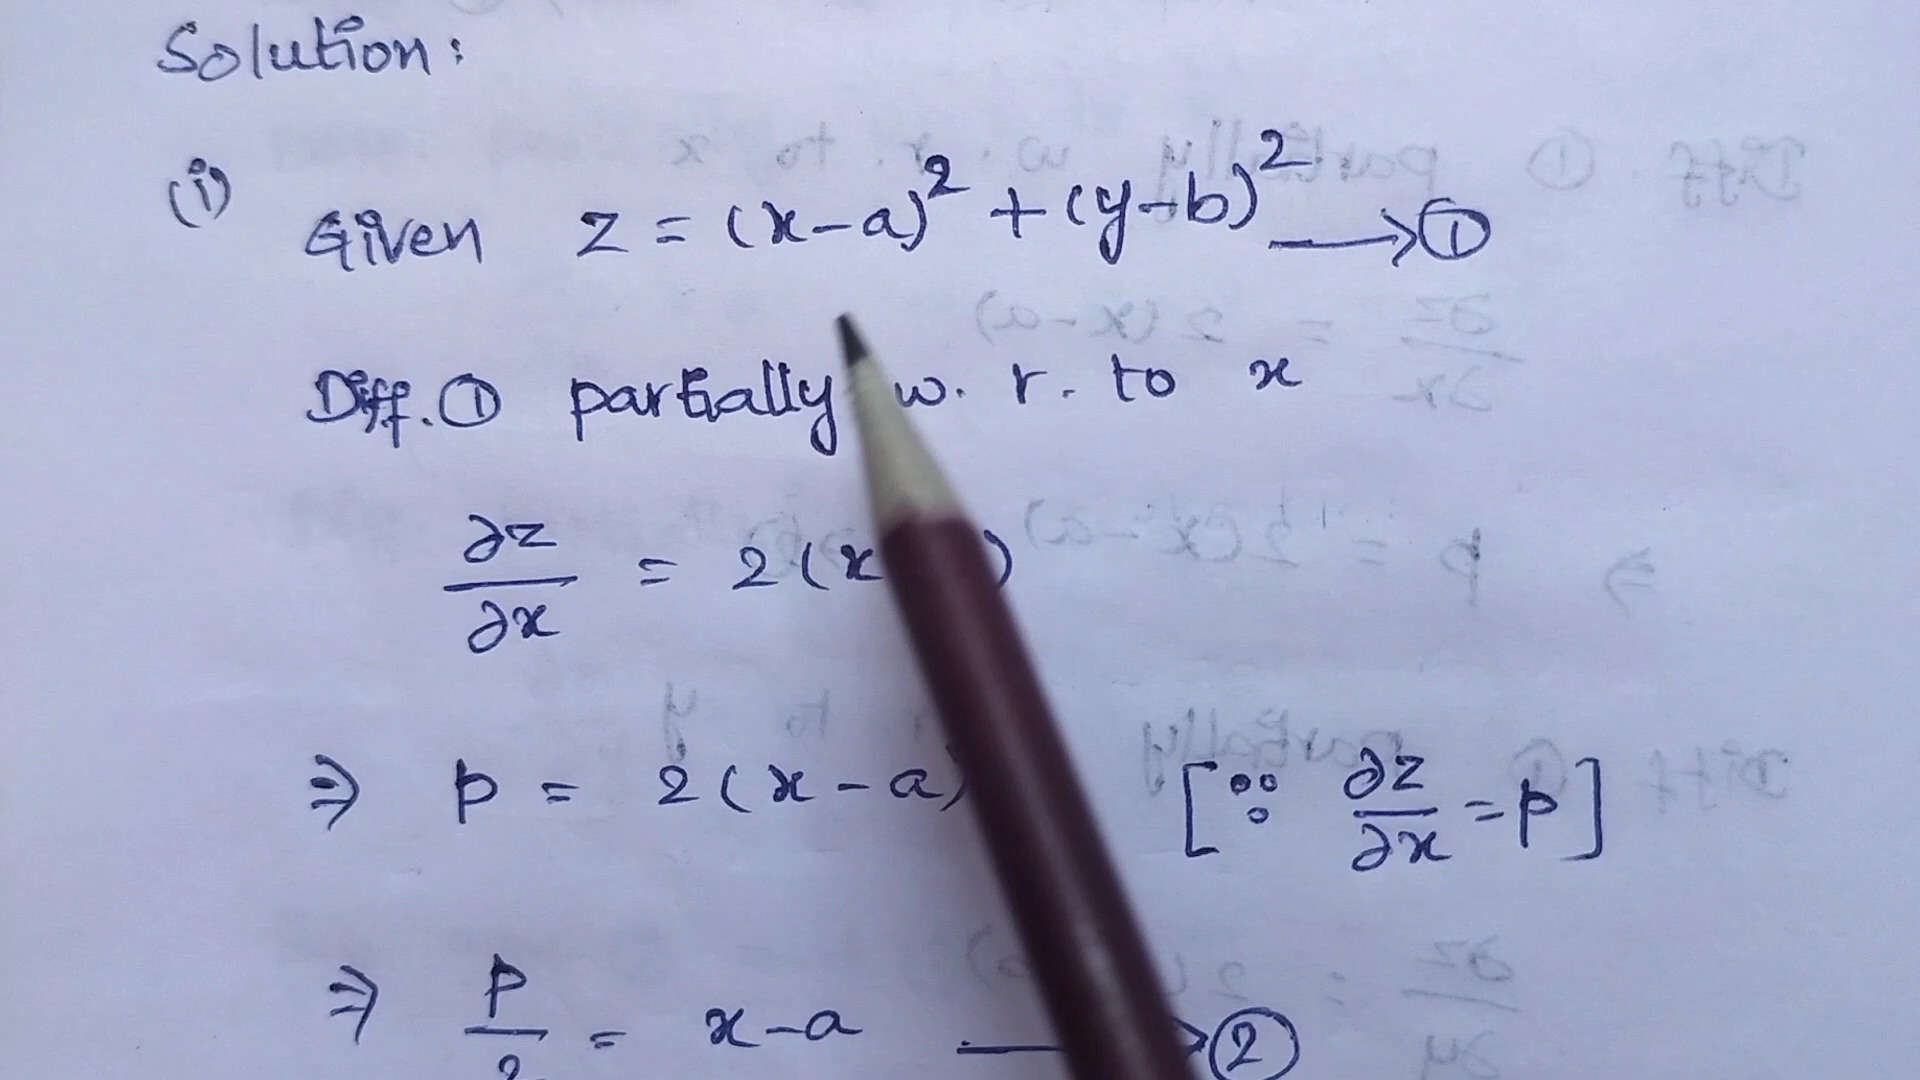 Solution:
(i) Given z = (x-a)² + (y-b)² ⟶ ①
Diff. ① partially w. r. to x
∂z/∂x = 2(x )
⇒ p = 2(x-a) [∵ ∂z/∂x = p]
⇒ p/2 = x-a ⟶ ②